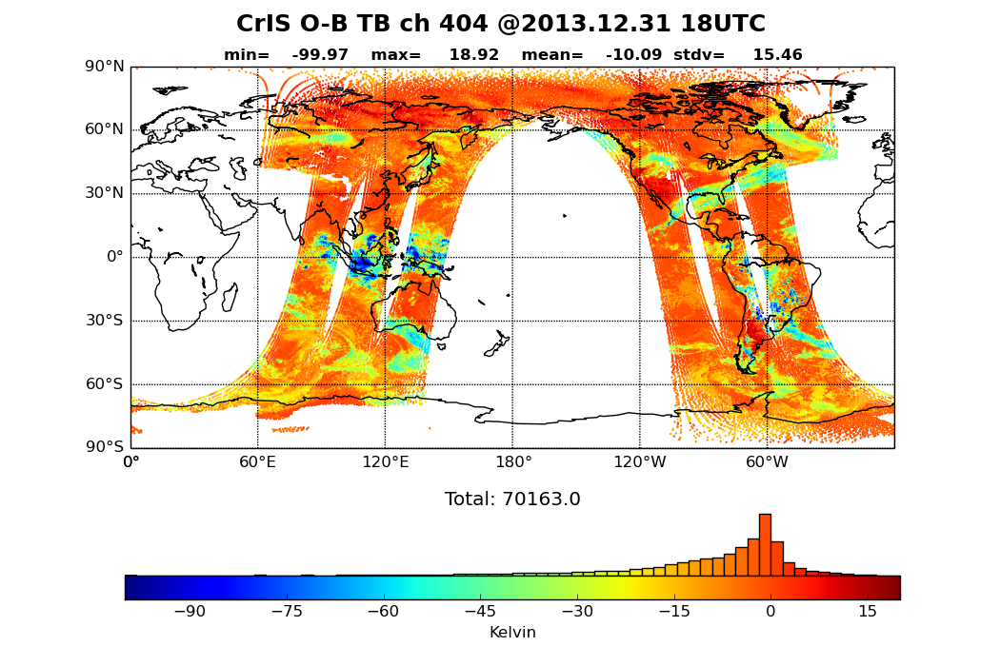 CrIS O-B TB ch 404 @2013.12.31 18UTC
min= -99.97 max= 18.92 mean= -10.09 stdv= 15.46
90°N
60°N
30°N
0°
30°S
60°S
90°S
0° 60°E 120°E 180° 120°W 60°W
Total: 70163.0
−90 −75 −60 −45 −30 −15 0 15
Kelvin